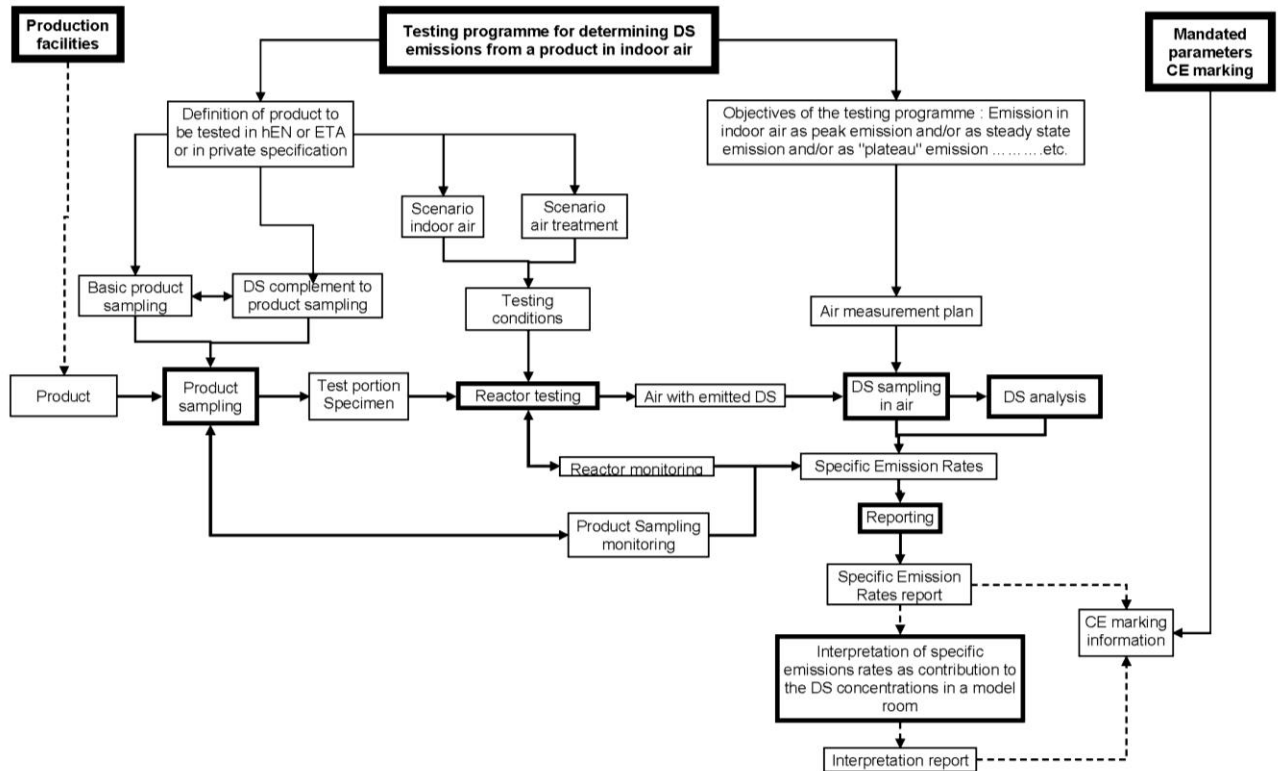 Production
facilities
Testing programme for determining DS
emissions from a product in indoor air
Mandated
parameters
CE marking
Definition of product to
be tested in hEN or ETA
or in private specification
Objectives of the testing programme : Emission in
indoor air as peak emission and/or as steady state
emission and/or as "plateau" emission ... ... ....etc.
Scenario
indoor air
Scenario
air treatment
Basic product
sampling
DS complement to
product sampling
Testing
conditions
Air measurement plan
Product
Product
sampling
Test portion
Specimen
Reactor testing
Air with emitted DS
DS sampling
in air
DS analysis
Reactor monitoring
Specific Emission Rates
Product Sampling
monitoring
Reporting
Specific Emission
Rates report
CE marking
information
Interpretation of specific
emissions rates as contribution to
the DS concentrations in a model
room
Interpretation report